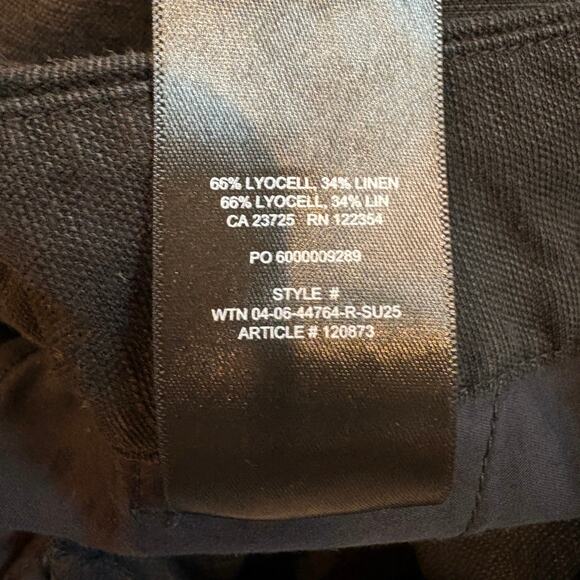 66% LYOCELL, 34% LINEN
66% LYOCELL, 34% LIN
CA 23725 RN 122354
PO 6000009289
STYLE #
WTN 04-06-44764-R-SU25
ARTICLE # 120873